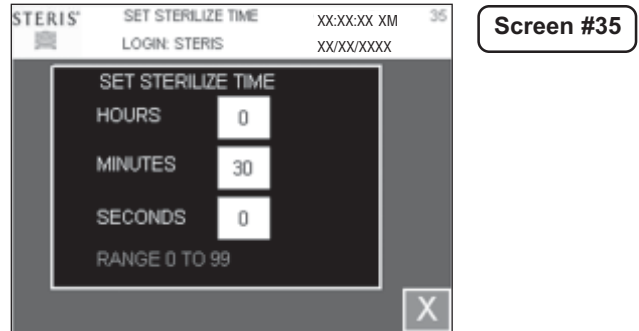 STERIS® SET STERILIZE TIME XX:XX:XX XM 35
LOGIN: STERIS XX/XX/XXXX
Screen #35
SET STERILIZE TIME
HOURS 0
MINUTES 30
SECONDS 0
RANGE 0 TO 99
X